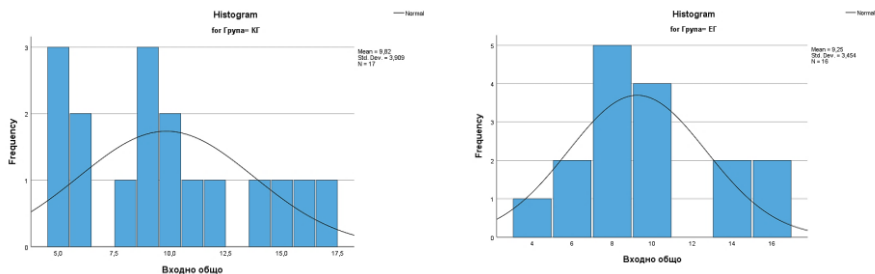 Histogram
for Група= КГ
Normal
Mean = 9,82
Std. Dev. = 3,909
N = 17
Frequency
3
2
1
0
5,0 7,5 10,0 12,5 15,0 17,5
Входно общо
Histogram
for Група= ЕГ
Normal
Mean = 9,25
Std. Dev. = 3,454
N = 16
Frequency
5
4
3
2
1
0
4 6 8 10 12 14 16
Входно общо